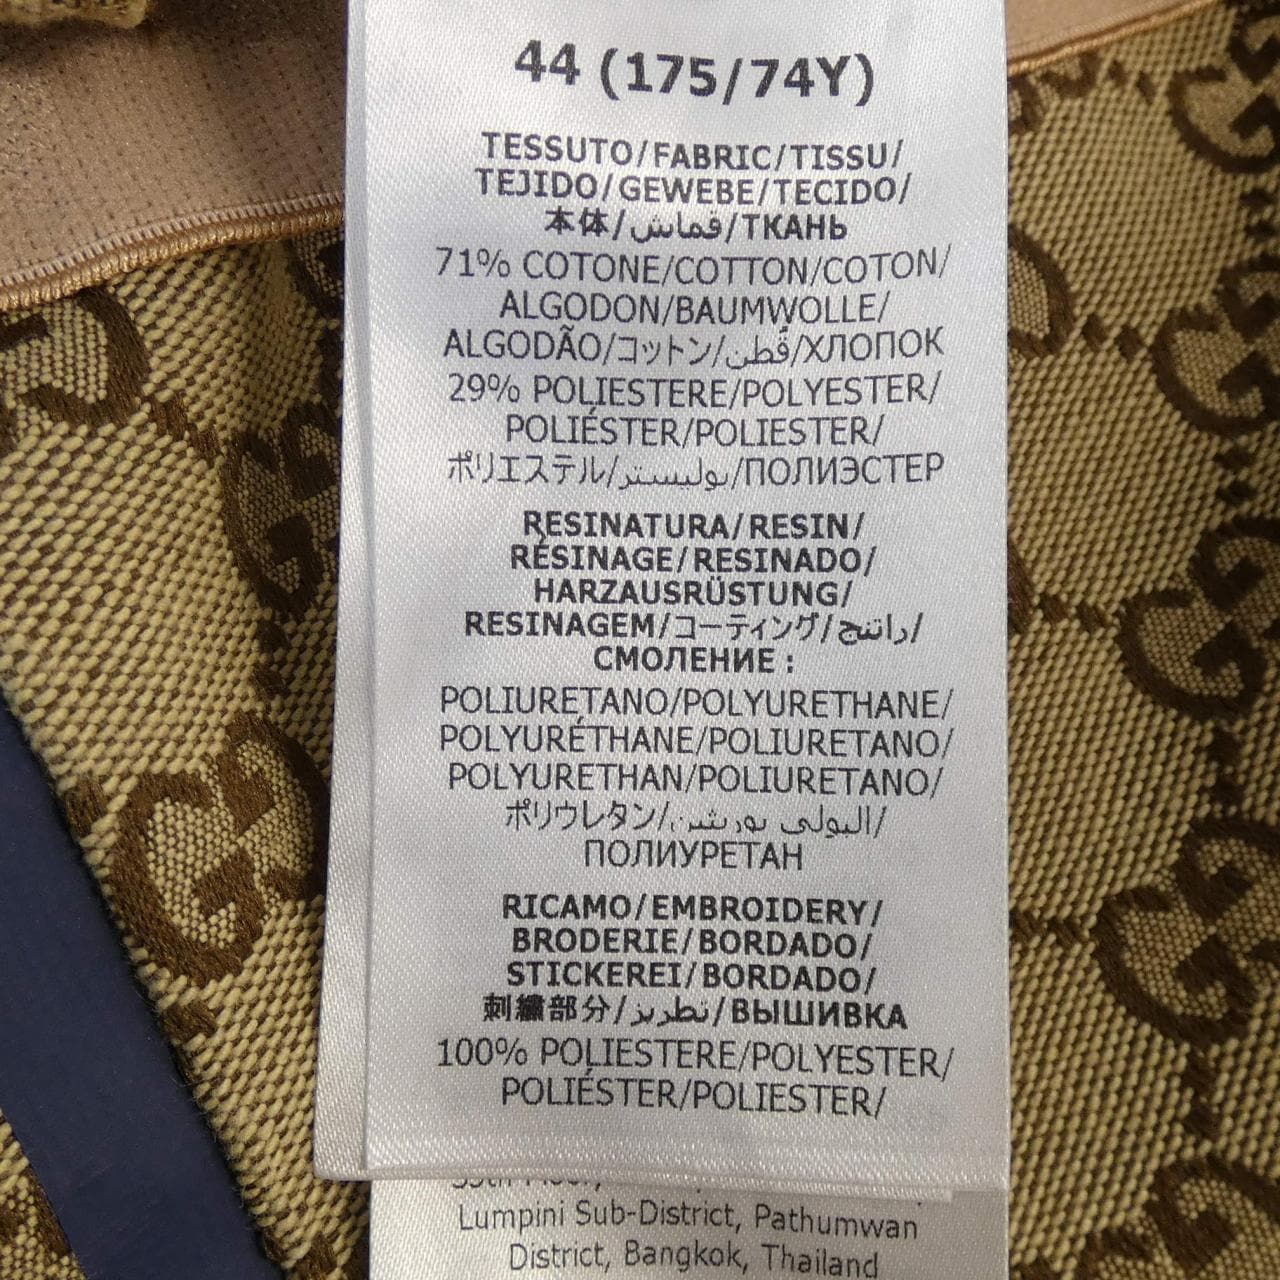 44 (175/74Y)
TESSUTO/FABRIC/TISSU/
TEJIDO/GEWEBE/TECIDO/
本体/قماش/ТКАНЬ
71% COTONE/COTTON/COTON/
ALGODON/BAUMWOLLE/
ALGODÃO/コットン/قطن/ХЛОПОК
29% POLIESTERE/POLYESTER/
POLIÉSTER/POLIESTER/
ポリエステル/بوليستر/ПОЛИЭСТЕР
RESINATURA/RESIN/
RÉSINAGE/RESINADO/
HARZAUSRÜSTUNG/
RESINAGEM/コーティング/راتنج/
СМОЛЕНИЕ :
POLIURETANO/POLYURETHANE/
POLYURÉTHANE/POLIURETANO/
POLYURETHAN/POLIURETANO/
ポリウレタン/البولي يوريثين/
ПОЛИУРЕТАН
RICAMO/EMBROIDERY/
BRODERIE/BORDADO/
STICKEREI/BORDADO/
刺繍部分/تطريز/ВЫШИВКА
100% POLIESTERE/POLYESTER/
POLIÉSTER/POLIESTER/
Lumpini Sub-District, Pathumwan
District, Bangkok, Thailand